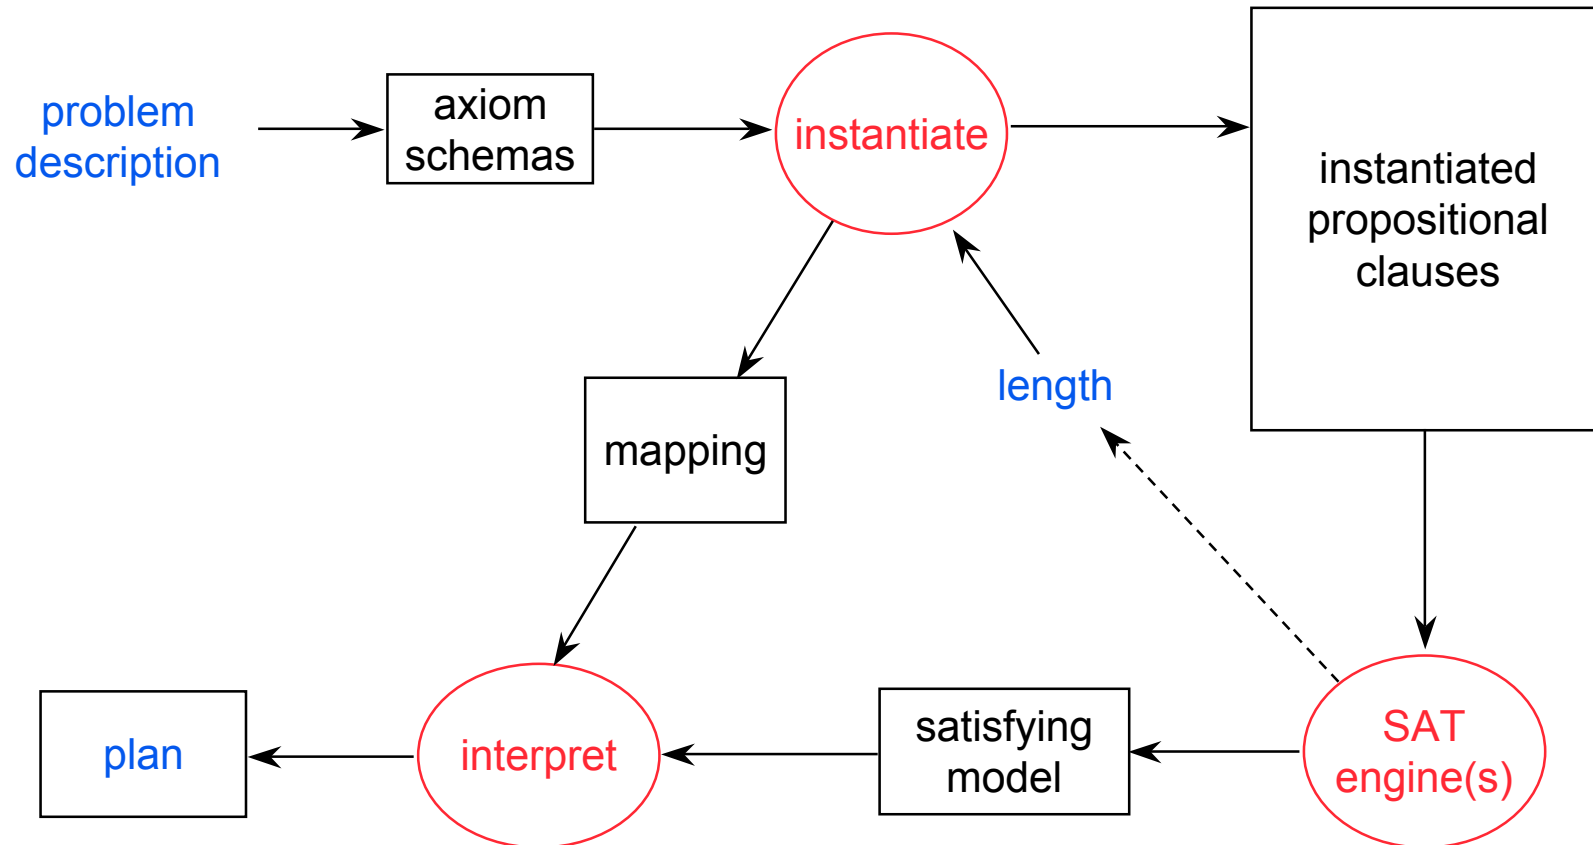 problem
description
axiom
schemas
instantiate
instantiated
propositional
clauses
length
mapping
plan
interpret
satisfying
model
SAT
engine(s)